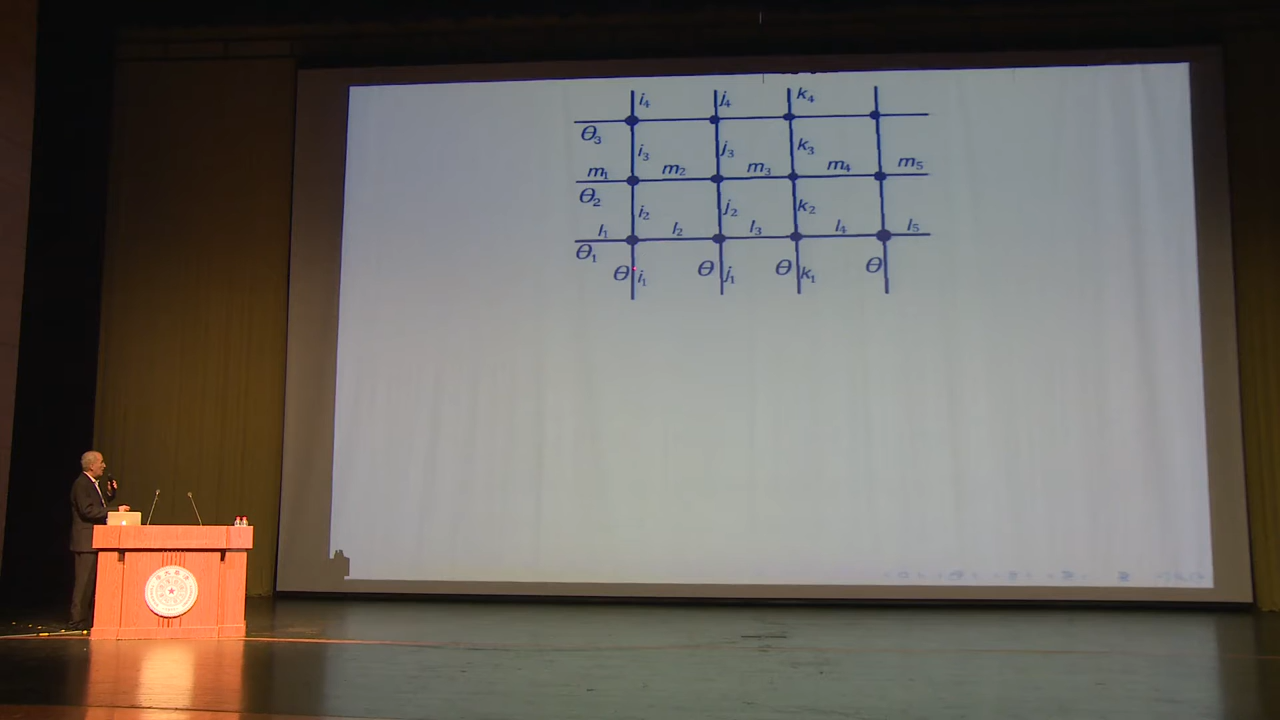 i₄ j₄ k₄
θ₃
i₃ j₃ k₃
m₁ m₂ m₃ m₄ m₅
θ₂
i₂ j₂ k₂
l₁ l₂ l₃ l₄ l₅
θ₁
θ i₁ θ j₁ θ k₁ θ